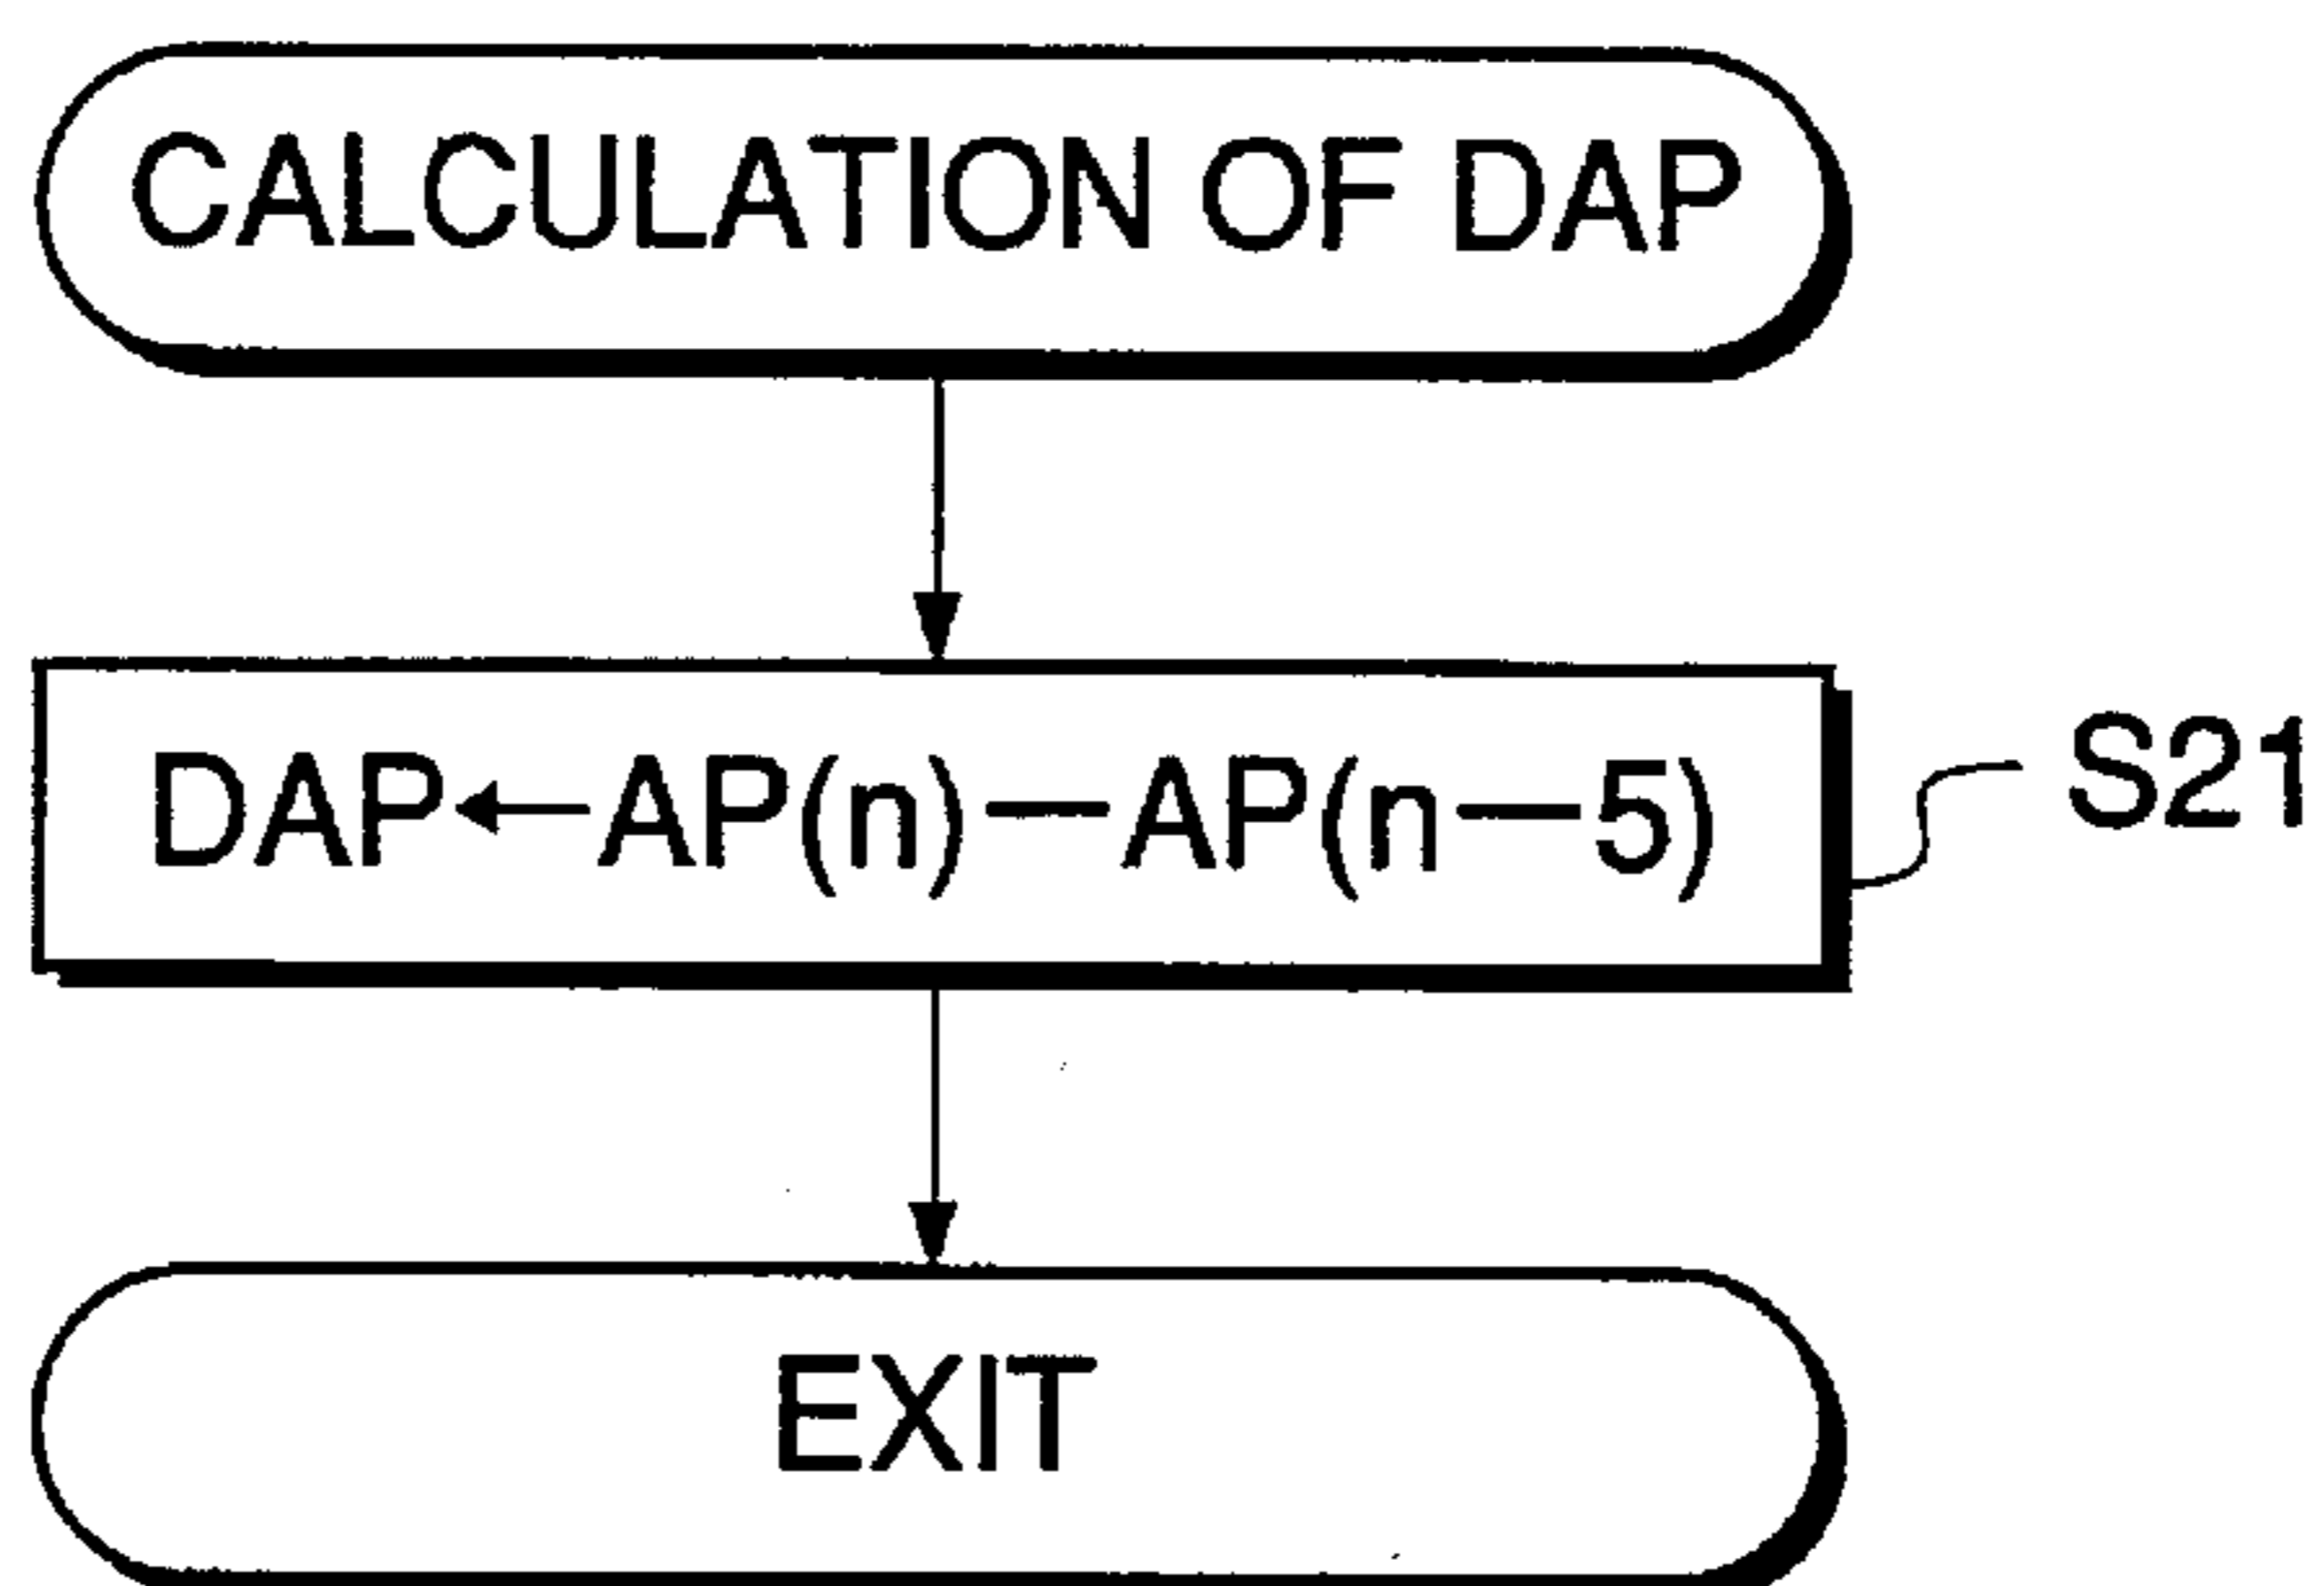 CALCULATION OF DAP
DAP←AP(n)—AP(n—5)
S21
EXIT